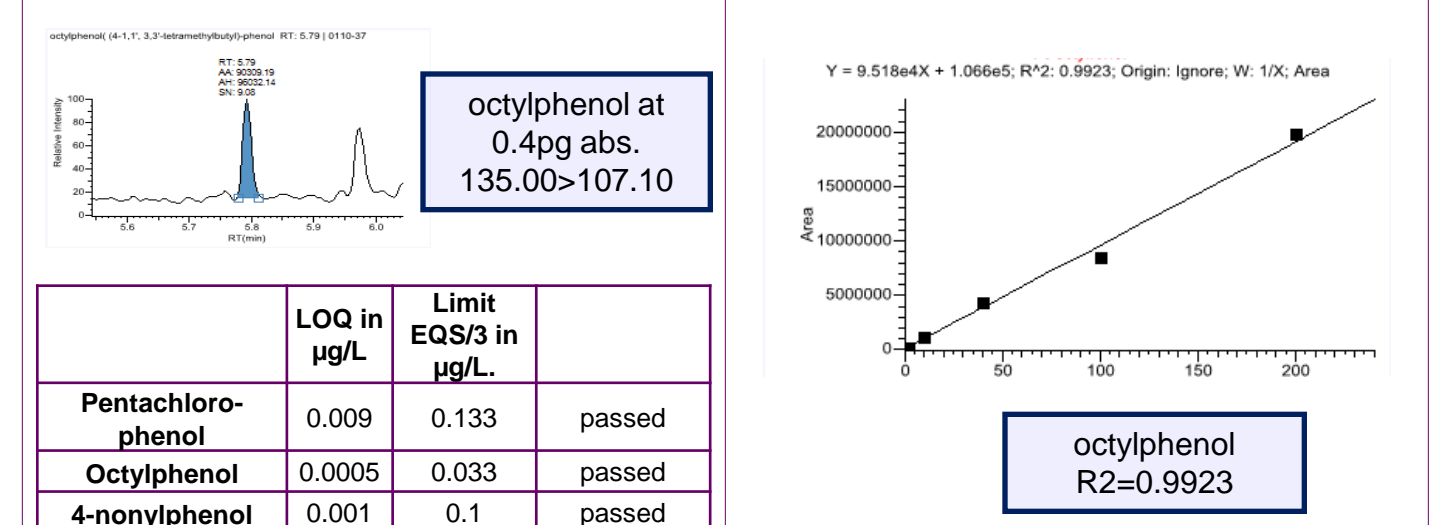 octylphenol( (4-1,1', 3,3'-tetramethylbutyl)-phenol RT: 5.79 | 0110-37
RT: 5.79
AA: 90309.19
AH: 96032.14
SN: 9.08
Relative Intensity
100
80
60
40
20
0
5.6 5.7 5.8 5.9 6.0
RT(min)
octylphenol at
0.4pg abs.
135.00>107.10
LOQ in
µg/L
Limit
EQS/3 in
µg/L.
Pentachloro-
phenol
0.009 0.133 passed
Octylphenol 0.0005 0.033 passed
4-nonylphenol 0.001 0.1 passed
Y = 9.518e4X + 1.066e5; R^2: 0.9923; Origin: Ignore; W: 1/X; Area
Area
20000000
15000000
10000000
5000000
0
0 50 100 150 200
octylphenol
R2=0.9923